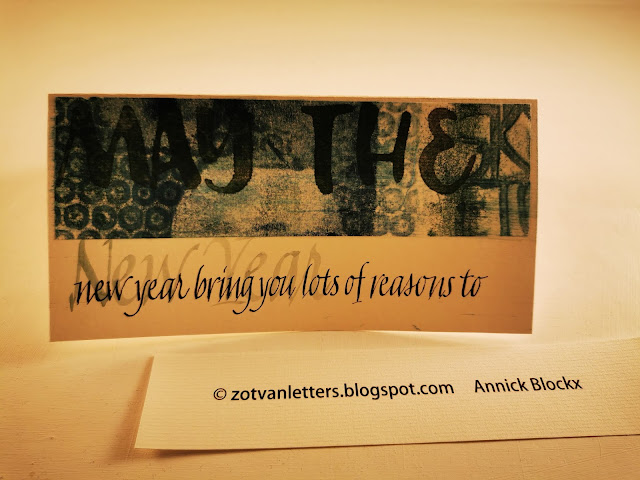 MAY THE
New Year
new year bring you lots of reasons to
© zotvanletters.blogspot.com Annick Blockx